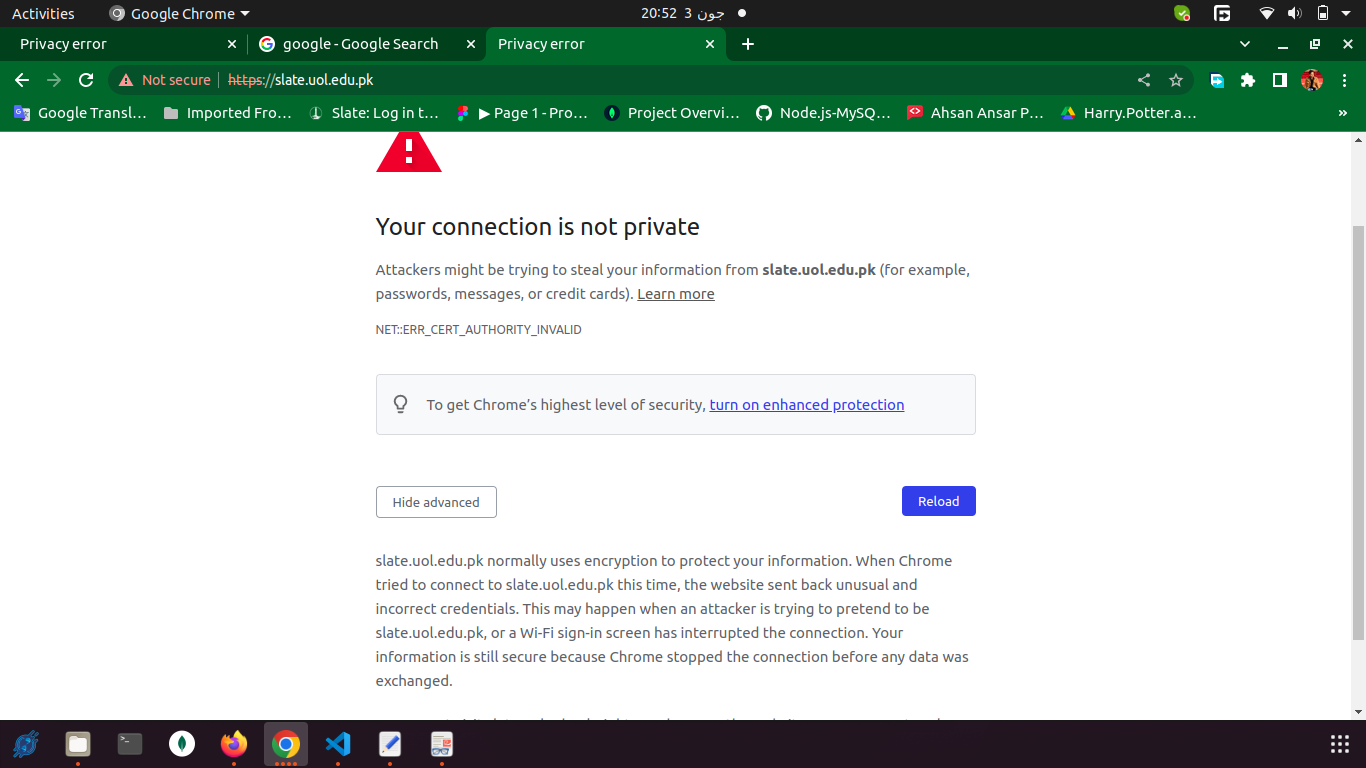 Activities
Google Chrome
20:52 3 جون
Privacy error
google - Google Search
Privacy error
Not secure
https://slate.uol.edu.pk
Google Transl…
Imported Fro…
Slate: Log in t…
▶ Page 1 - Pro…
Project Overvi…
Node.js-MySQ…
Ahsan Ansar P…
Harry.Potter.a…
»
Your connection is not private
Attackers might be trying to steal your information from slate.uol.edu.pk (for example,
passwords, messages, or credit cards). Learn more
NET::ERR_CERT_AUTHORITY_INVALID
To get Chrome’s highest level of security, turn on enhanced protection
Hide advanced
Reload
slate.uol.edu.pk normally uses encryption to protect your information. When Chrome
tried to connect to slate.uol.edu.pk this time, the website sent back unusual and
incorrect credentials. This may happen when an attacker is trying to pretend to be
slate.uol.edu.pk, or a Wi-Fi sign-in screen has interrupted the connection. Your
information is still secure because Chrome stopped the connection before any data was
exchanged.